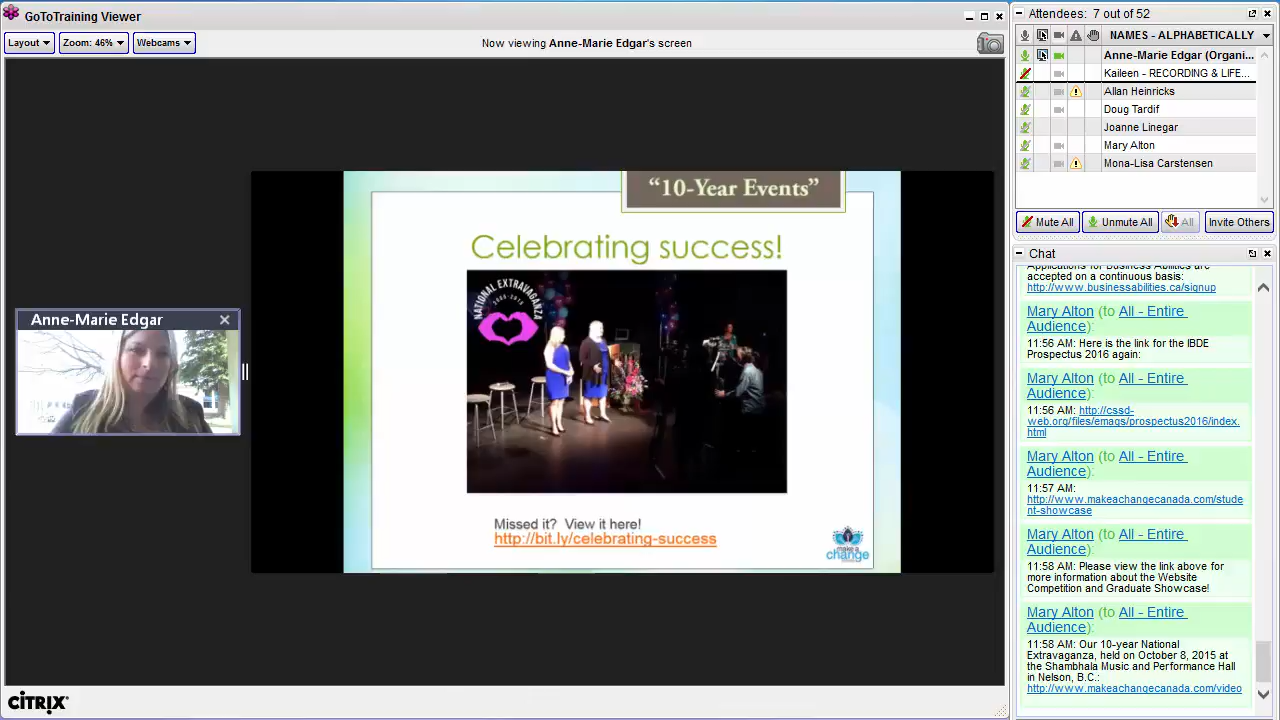 GoToTraining Viewer
Layout
Zoom: 46%
Webcams
Now viewing Anne-Marie Edgar's screen
Anne-Marie Edgar
"10-Year Events"
Celebrating success!
NATIONAL EXTRAVAGANZA
2005-2015
Missed it? View it here!
http://bit.ly/celebrating-success
make a
change
CITRIX
Attendees: 7 out of 52
NAMES - ALPHABETICALLY
Anne-Marie Edgar (Organi...
Kaileen - RECORDING & LIFE...
Allan Heinricks
Doug Tardif
Joanne Linegar
Mary Alton
Mona-Lisa Carstensen
Mute All
Unmute All
All
Invite Others
Chat
Applications for Business Abilities are
accepted on a continuous basis:
http://www.businessabilities.ca/signup
Mary Alton (to All - Entire
Audience):
11:56 AM: Here is the link for the IBDE
Prospectus 2016 again:
Mary Alton (to All - Entire
Audience):
11:56 AM: http://cssd-
web.org/files/emags/prospectus2016/index.
html
Mary Alton (to All - Entire
Audience):
11:57 AM:
http://www.makeachangecanada.com/stude
nt-showcase
Mary Alton (to All - Entire
Audience):
11:58 AM: Please view the link above for
more information about the Website
Competition and Graduate Showcase!
Mary Alton (to All - Entire
Audience):
11:58 AM: Our 10-year National
Extravaganza, held on October 8, 2015 at
the Shambhala Music and Performance Hall
in Nelson, B.C.:
http://www.makeachangecanada.com/video